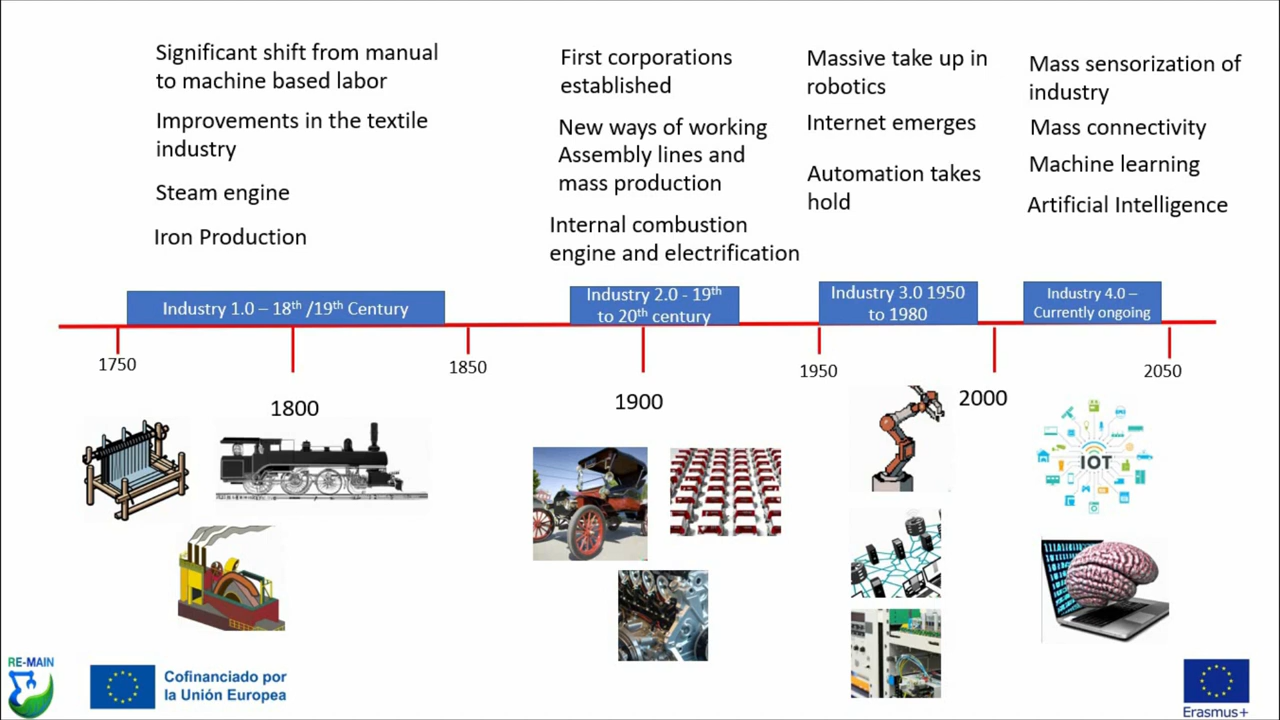 Significant shift from manual
to machine based labor
Improvements in the textile
industry
Steam engine
Iron Production
First corporations
established
New ways of working
Assembly lines and
mass production
Internal combustion
engine and electrification
Massive take up in
robotics
Internet emerges
Automation takes
hold
Mass sensorization of
industry
Mass connectivity
Machine learning
Artificial Intelligence
Industry 1.0 – 18th /19th Century
Industry 2.0 - 19th
to 20th century
Industry 3.0 1950
to 1980
Industry 4.0 –
Currently ongoing
1750
1800
1850
1900
1950
2000
2050
IOT
RE-MAIN
Cofinanciado por
la Unión Europea
Erasmus+